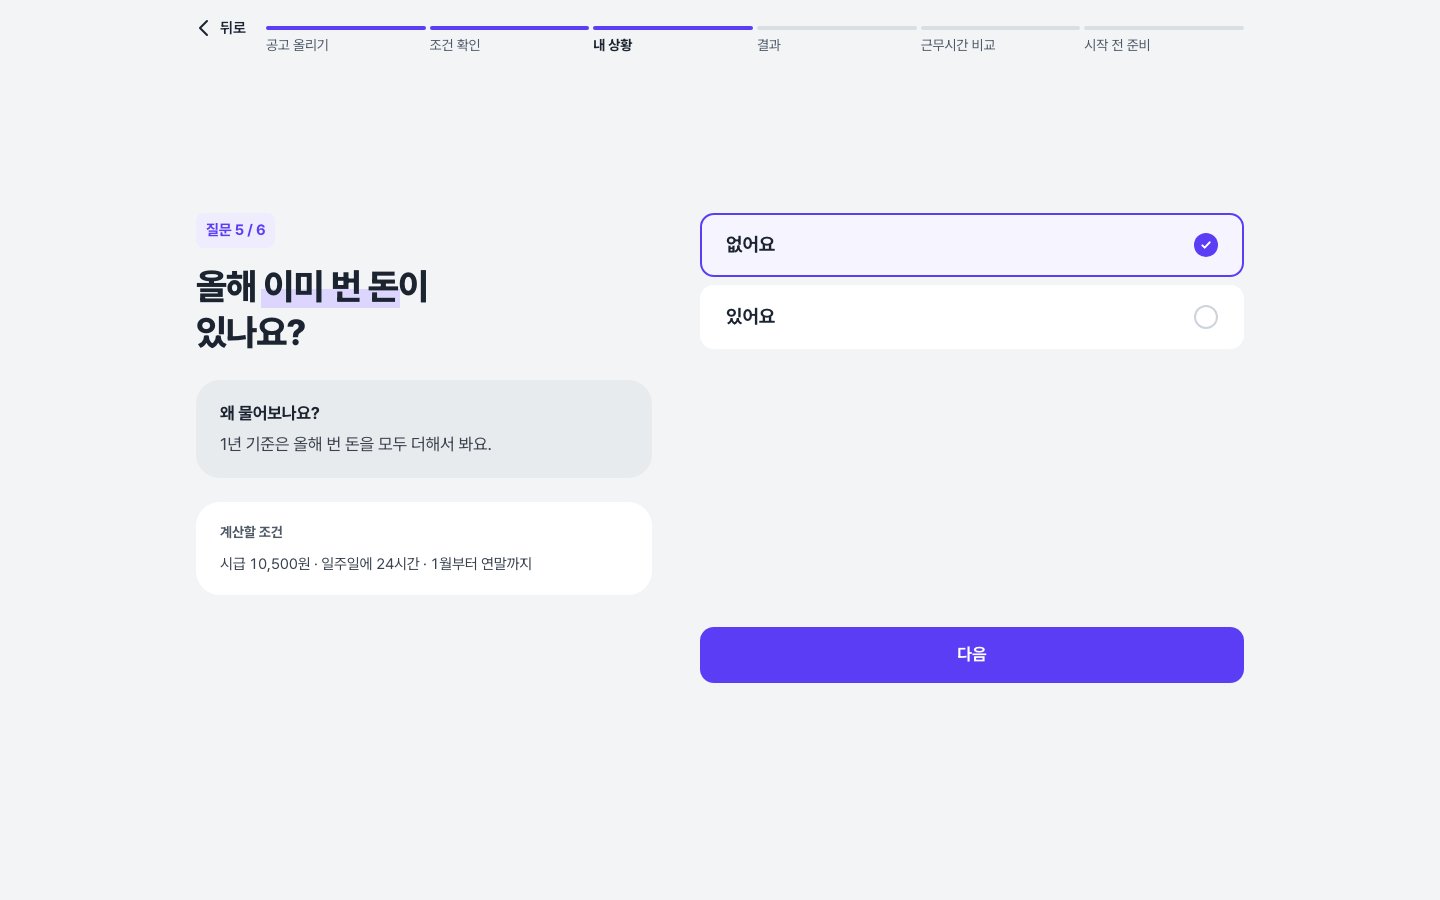 뒤로
공고 올리기
조건 확인
내 상황
결과
근무시간 비교
시작 전 준비
질문 5 / 6
올해 이미 번 돈이
있나요?
왜 물어보나요?
1년 기준은 올해 번 돈을 모두 더해서 봐요.
계산할 조건
시급 10,500원 · 일주일에 24시간 · 1월부터 연말까지
없어요
있어요
다음